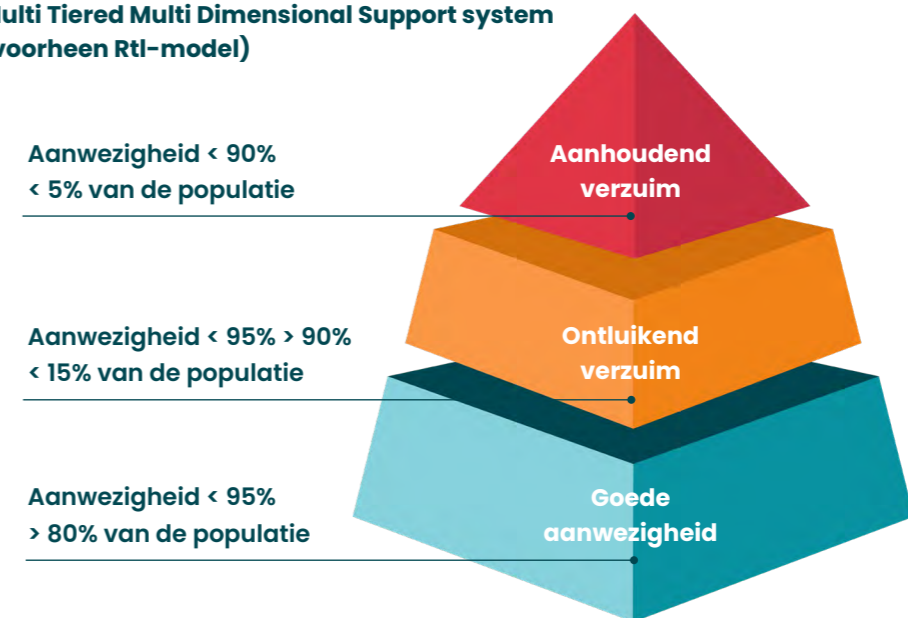 Multi Tiered Multi Dimensional Support system
voorheen RtI-model)
Aanwezigheid < 90%
< 5% van de populatie
Aanhoudend
verzuim
Aanwezigheid < 95% > 90%
< 15% van de populatie
Ontluikend
verzuim
Aanwezigheid < 95%
> 80% van de populatie
Goede
aanwezigheid